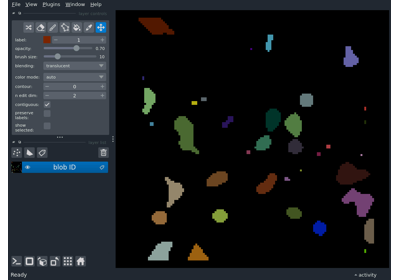 File View Plugins Window Help
label: 1
opacity: 0.70
brush size: 10
blending: translucent
color mode: auto
contour: 0
n edit dim: 2
contiguous:
preserve
labels:
show
selected:
blob ID
Ready
activity